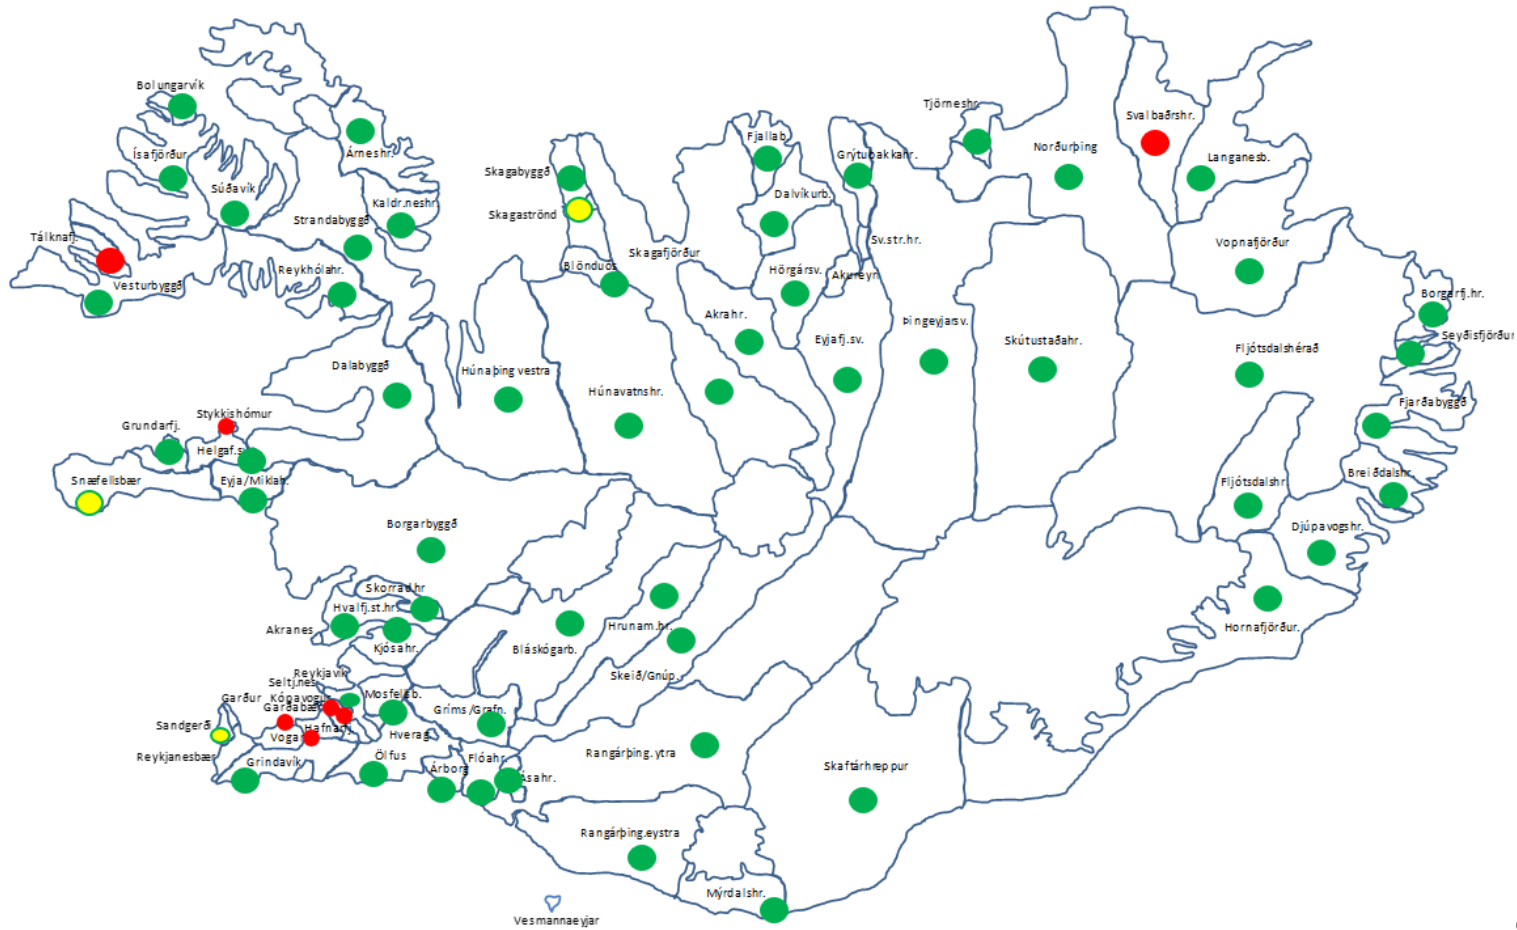 Bolungarvík
Ísafjörður
Súðavík
Árneshr.
Kaldr.neshr.
Strandabyggð
Tálknafj.
Vesturbyggð
Reykhólahr.
Skagabyggð
Skagaströnd
Blönduós
Skagafjörður
Fjallab.
Dalvíkurb.
Grýtubakkahr.
Sv.str.hr.
Hörgársv.
Akureyri
Akrahr.
Eyjafj.sv.
Tjörneshr.
Norðurþing
Svalbaðrshr.
Langanesb.
Vopnafjörður
Þingeyjarsv.
Skútustaðahr.
Fljótsdalshérað
Borgarfj.hr.
Seyðisfjörður
Fjarðabyggð
Breiðdalshr.
Fljótsdalshr.
Djúpavogshr.
Hornafjörður.
Dalabyggð
Húnaþing vestra
Húnavatnshr.
Stykkishómur
Grundarfj.
Helgaf.s
Snæfellsbær
Eyja/Miklah.
Borgarbyggð
Skorrad.hr
Hvalfj.st.hr.
Akranes
Kjósahr.
Reykjavík
Seltj.nes
Garður
Kópavogur
Garðabær
Mosfellsb.
Sandgerði
Hafnarfj.
Vogar
Hverag.
Reykjanesbær
Grindavík
Ölfus
Gríms/Grafn.
Bláskógarb.
Hrunam.hr.
Skeið/Gnúp.
Árborg
Flóahr.
Ásahr.
Rangárþing.ytra
Rangárþing.eystra
Skaftárhreppur
Mýrdalshr.
Vesmannaeyjar